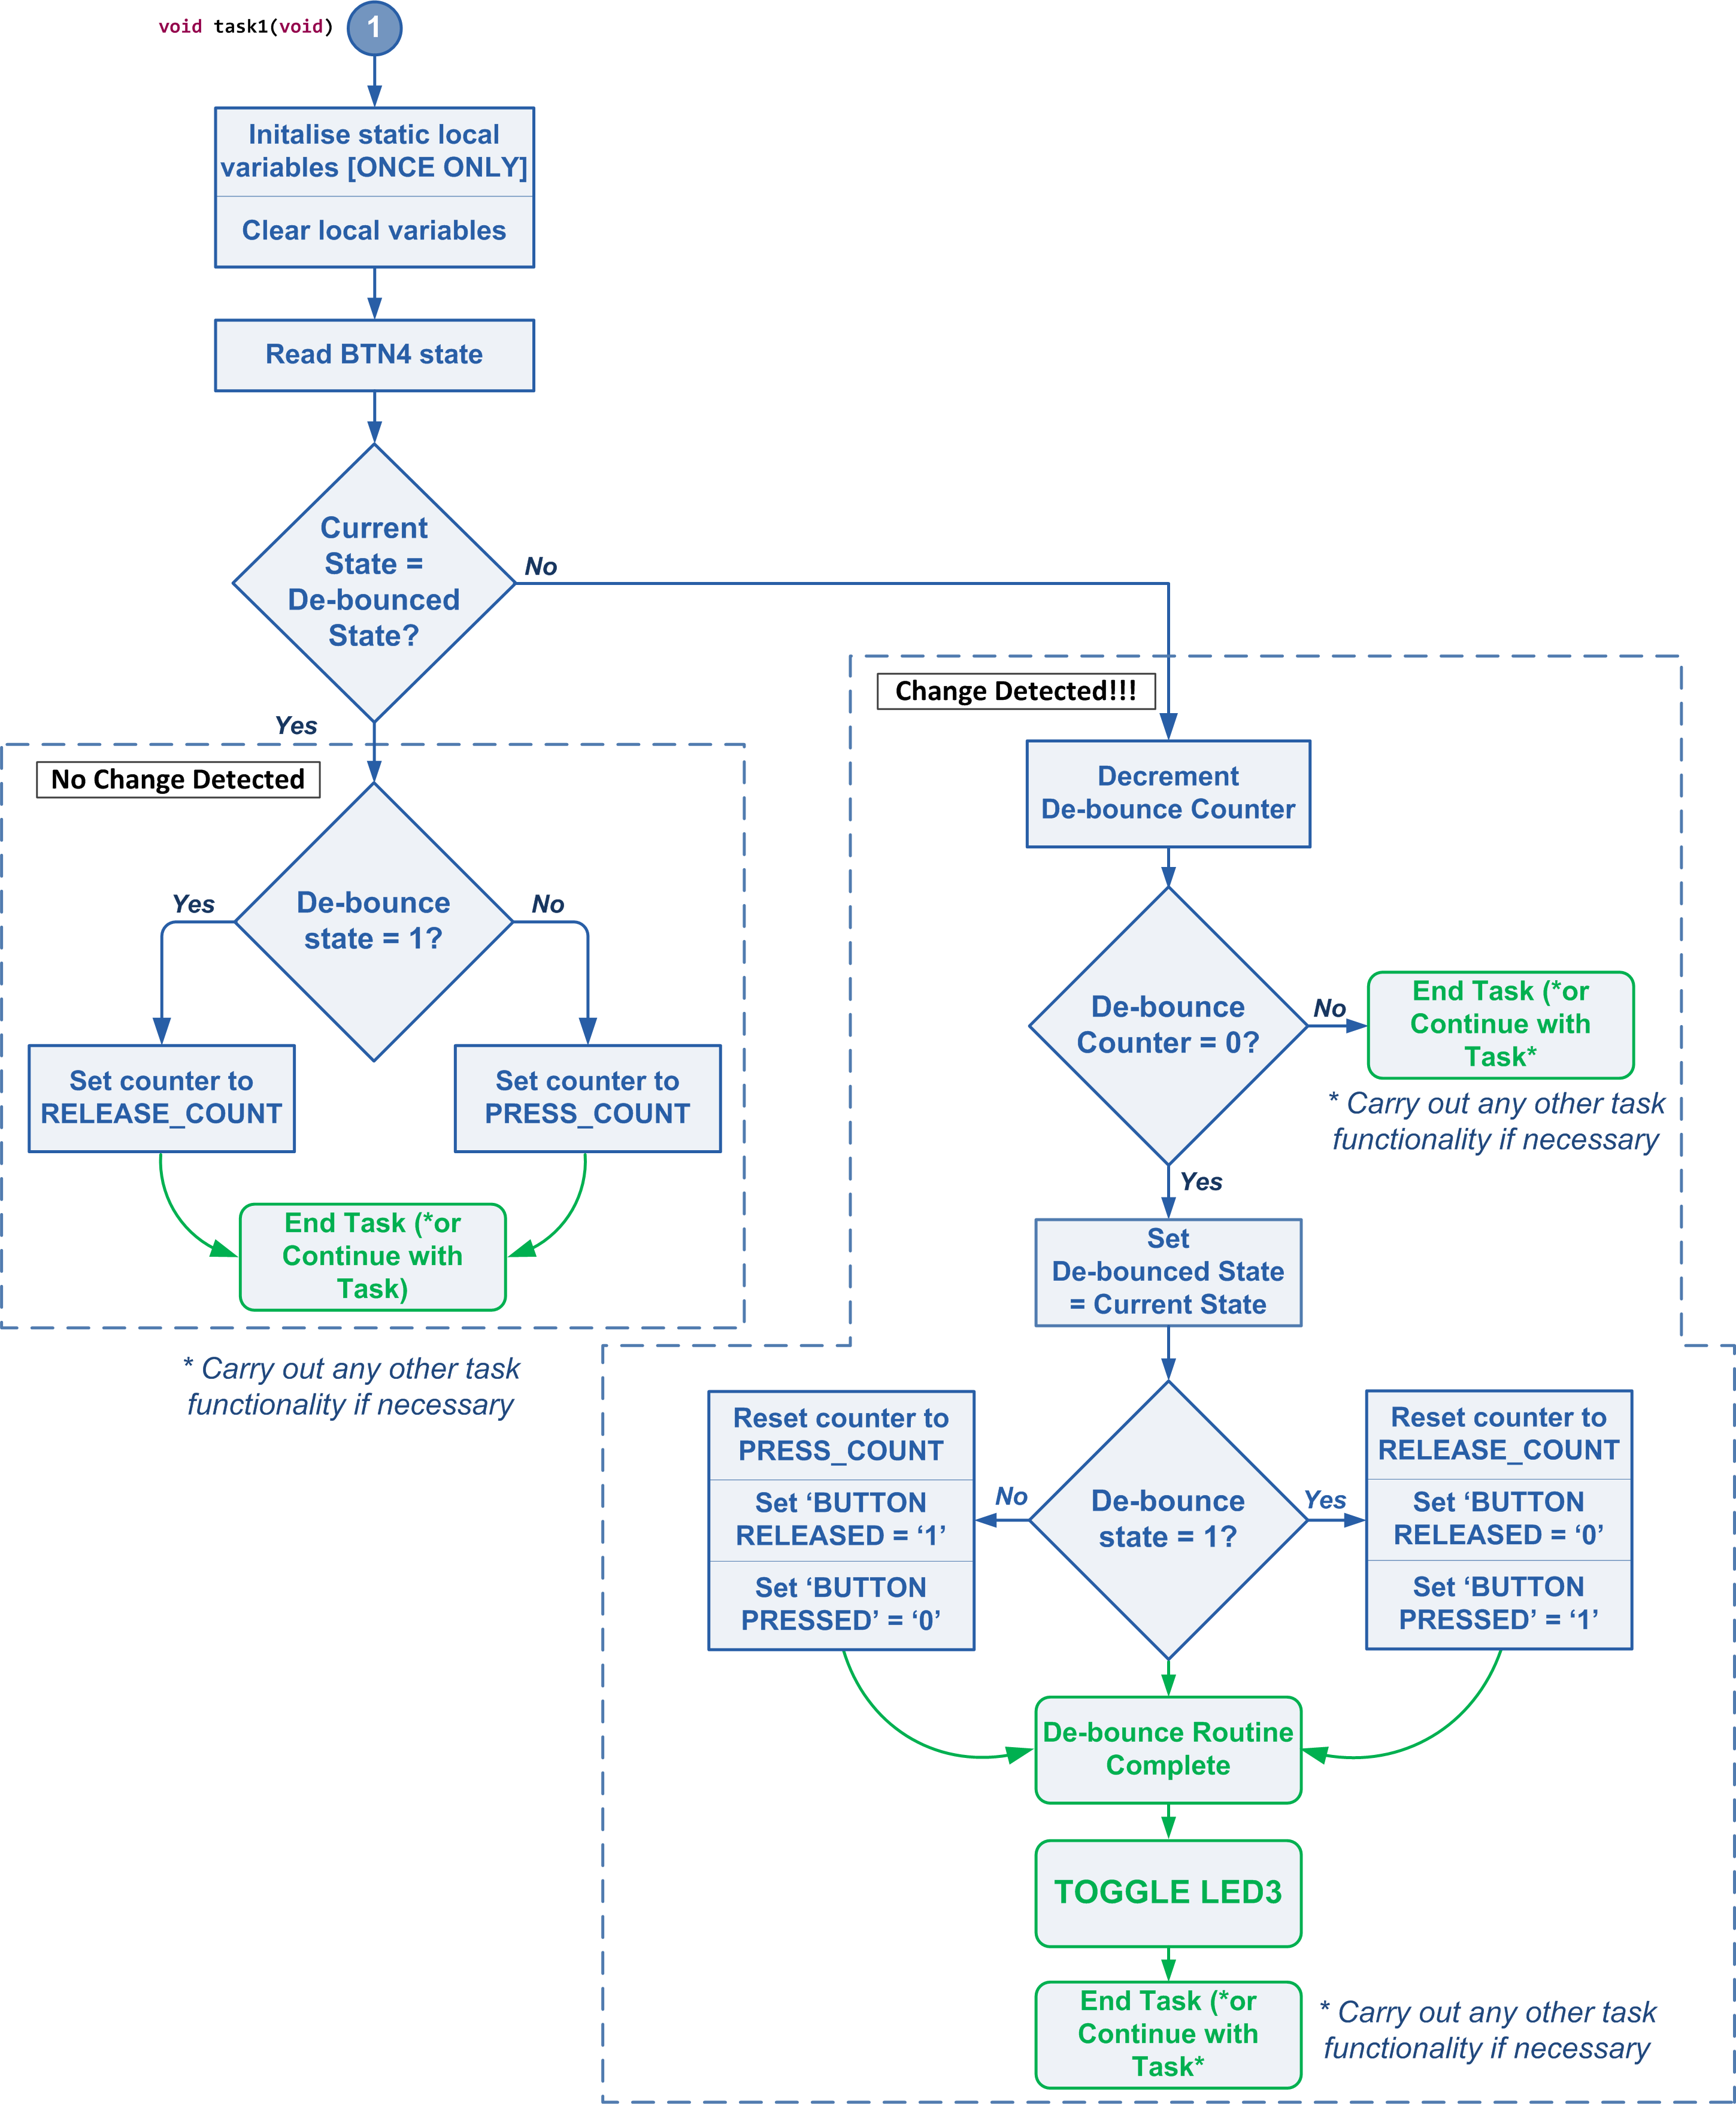 void task1(void)
1
Initalise static local
variables [ONCE ONLY]
Clear local variables
Read BTN4 state
Current
State =
De-bounced
State?
No
Yes
No Change Detected
De-bounce
state = 1?
Yes
No
Set counter to
RELEASE_COUNT
Set counter to
PRESS_COUNT
End Task (*or
Continue with
Task)
* Carry out any other task
functionality if necessary
Change Detected!!!
Decrement
De-bounce Counter
De-bounce
Counter = 0?
No
End Task (*or
Continue with
Task*
* Carry out any other task
functionality if necessary
Yes
Set
De-bounced State
= Current State
De-bounce
state = 1?
No
Yes
Reset counter to
PRESS_COUNT
Set ‘BUTTON
RELEASED = ‘1’
Set ‘BUTTON
PRESSED’ = ‘0’
Reset counter to
RELEASE_COUNT
Set ‘BUTTON
RELEASED = ‘0’
Set ‘BUTTON
PRESSED’ = ‘1’
De-bounce Routine
Complete
TOGGLE LED3
End Task (*or
Continue with
Task*
* Carry out any other task
functionality if necessary